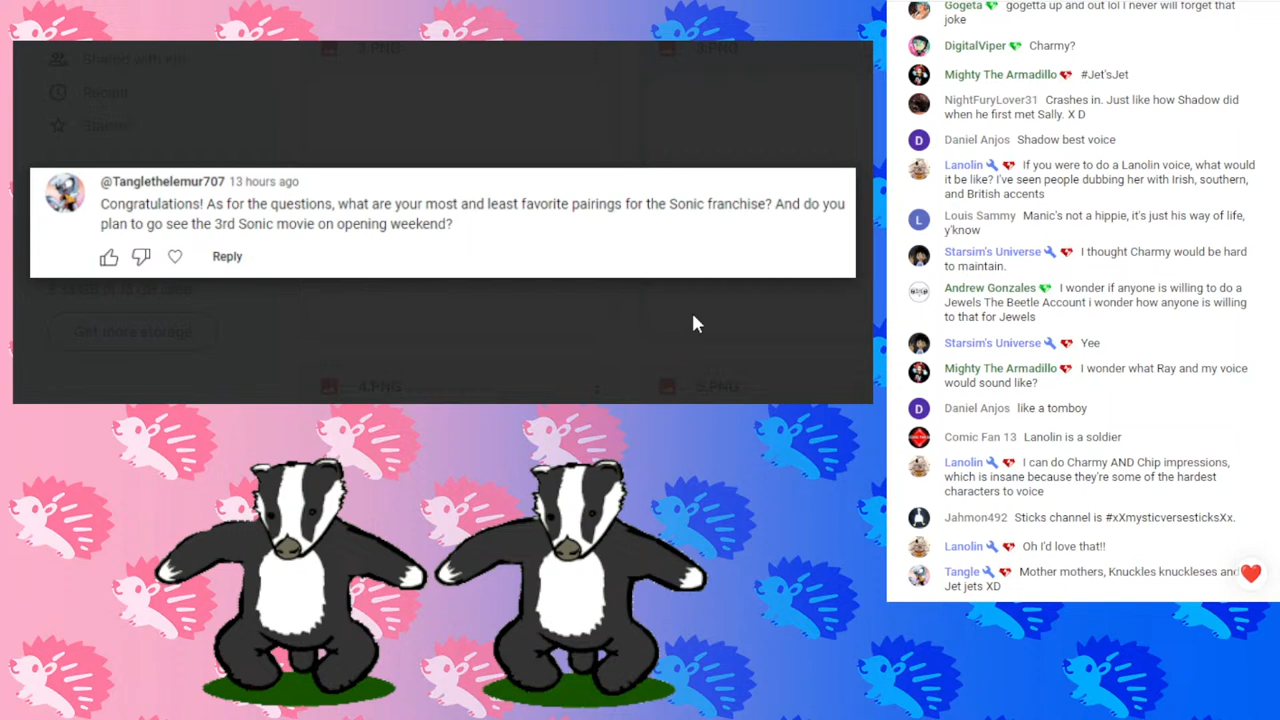 3.PNG
3.PNG
Shared with me
Recent
Starred
@Tanglethelemur707 13 hours ago
Congratulations! As for the questions, what are your most and least favorite pairings for the Sonic franchise? And do you
plan to go see the 3rd Sonic movie on opening weekend?
Reply
Get more storage
4.PNG
5.PNG
Gogeta gogetta up and out lol I never will forget that
joke
DigitalViper Charmy?
Mighty The Armadillo #Jet'sJet
NightFuryLover31 Crashes in. Just like how Shadow did
when he first met Sally. X D
D Daniel Anjos Shadow best voice
Lanolin If you were to do a Lanolin voice, what would
it be like? I've seen people dubbing her with Irish, southern,
and British accents
L Louis Sammy Manic's not a hippie, it's just his way of life,
y'know
Starsim's Universe I thought Charmy would be hard
to maintain.
Andrew Gonzales I wonder if anyone is willing to do a
Jewels The Beetle Account i wonder how anyone is willing
to that for Jewels
Starsim's Universe Yee
Mighty The Armadillo I wonder what Ray and my voice
would sound like?
D Daniel Anjos like a tomboy
Comic Fan 13 Lanolin is a soldier
Lanolin I can do Charmy AND Chip impressions,
which is insane because they're some of the hardest
characters to voice
Jahmon492 Sticks channel is #xXmysticversesticksXx.
Lanolin Oh I'd love that!!
Tangle Mother mothers, Knuckles knuckleses and
Jet jets XD